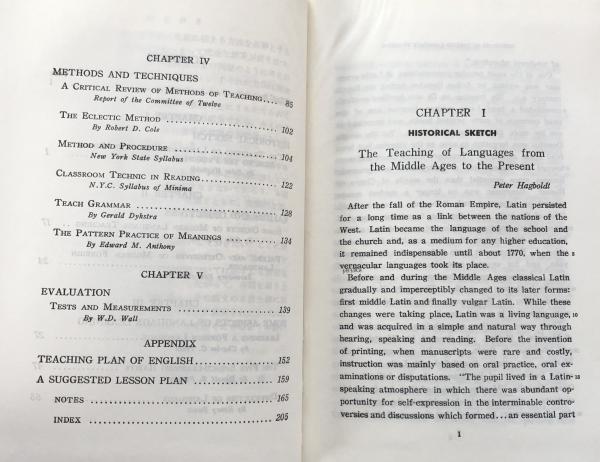 CHAPTER IV
METHODS AND TECHNIQUES
A CRITICAL REVIEW OF METHODS OF TEACHING.... 85
Report of the Committee of Twelve
THE ECLECTIC METHOD ........................ 102
By Robert D. Cole
METHOD AND PROCEDURE ....................... 104
New York State Syllabus
CLASSROOM TECHNIC IN READING................ 122
N.Y.C. Syllabus of Minima
TEACH GRAMMAR .............................. 128
By Gerald Dykstra
THE PATTERN PRACTICE OF MEANINGS ........... 134
By Edward M. Anthony
CHAPTER V
EVALUATION
TESTS AND MEASUREMENTS ..................... 139
By W.D. Wall
APPENDIX
TEACHING PLAN OF ENGLISH ................... 152
A SUGGESTED LESSON PLAN .................... 159
NOTES ...................................... 165
INDEX ...................................... 205
CHAPTER I
HISTORICAL SKETCH
The Teaching of Languages from
the Middle Ages to the Present
Peter Hagboldt
After the fall of the Roman Empire, Latin persisted
for a long time as a link between the nations of the
West. Latin became the language of the school and
the church and, as a medium for any higher education,
it remained indispensable until about 1770, when the 5
vernacular languages took its place.
Before and during the Middle Ages classical Latin
gradually and imperceptibly changed to its later forms:
first middle Latin and finally vulgar Latin. While these
changes were taking place, Latin was a living language, 10
and was acquired in a simple and natural way through
hearing, speaking and reading. Before the invention
of printing, when manuscripts were rare and costly,
instruction was mainly based on oral practice, oral ex-
aminations or disputations. "The pupil lived in a Latin- 15
speaking atmosphere in which there was abundant op-
portunity for self-expression in the interminable contro-
versies and discussions which formed... an essential part
1